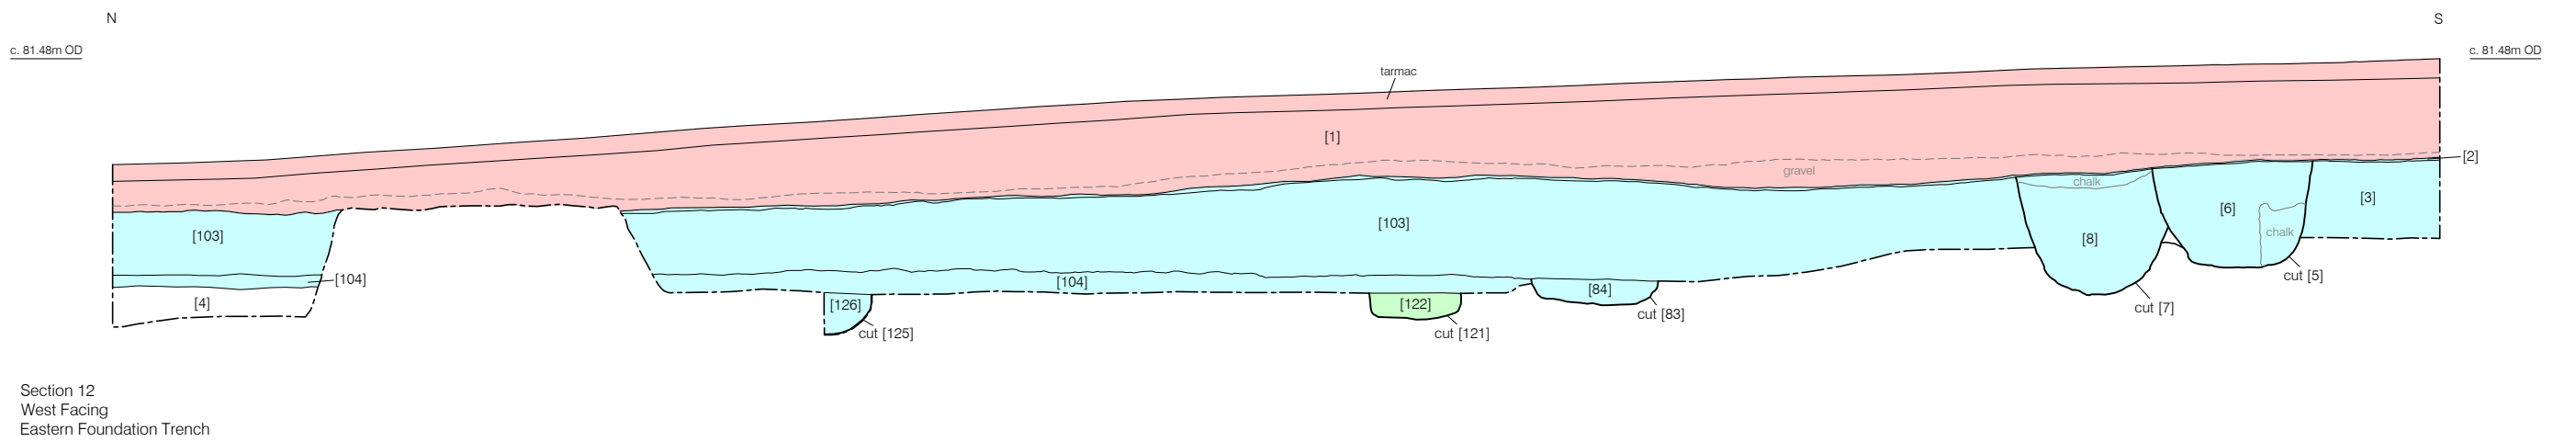 N
S
c. 81.48m OD
c. 81.48m OD
tarmac
[1]
[2]
gravel
chalk
[103]
[103]
[3]
[6]
[8]
chalk
[104]
[104]
[4]
[126]
[122]
[84]
cut [5]
cut [7]
cut [83]
cut [125]
cut [121]
Section 12
West Facing
Eastern Foundation Trench